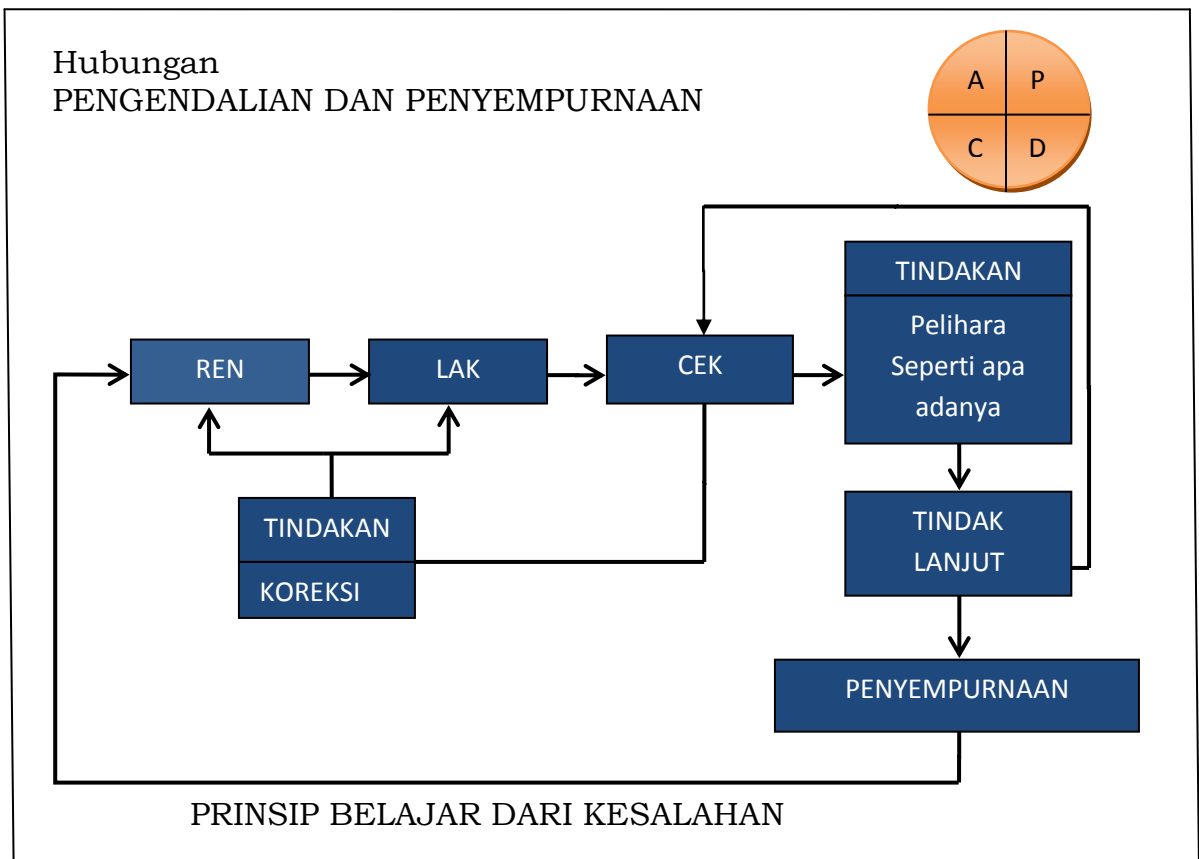 Hubungan
PENGENDALIAN DAN PENYEMPURNAAN
A
P
C
D
REN
LAK
CEK
TINDAKAN
Pelihara
Seperti apa
adanya
TINDAKAN
KOREKSI
TINDAK
LANJUT
PENYEMPURNAAN
PRINSIP BELAJAR DARI KESALAHAN